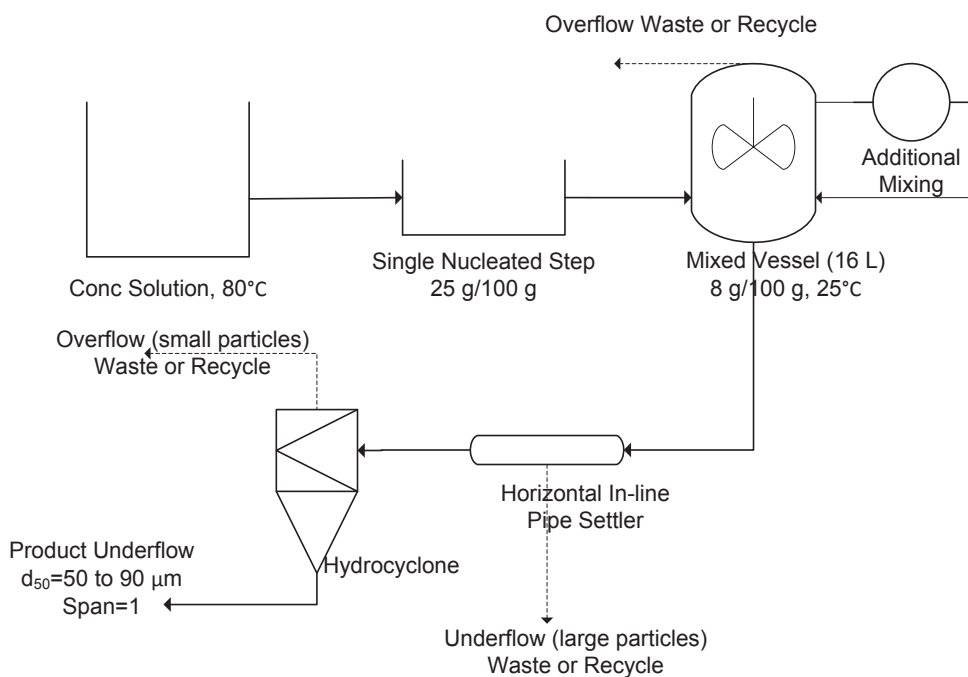 Overflow Waste or Recycle
Additional
Mixing
Conc Solution, 80°C
Single Nucleated Step
25 g/100 g
Mixed Vessel (16 L)
8 g/100 g, 25°C
Overflow (small particles)
Waste or Recycle
Horizontal In-line
Pipe Settler
Hydrocyclone
Product Underflow
d₅₀=50 to 90 μm
Span=1
Underflow (large particles)
Waste or Recycle